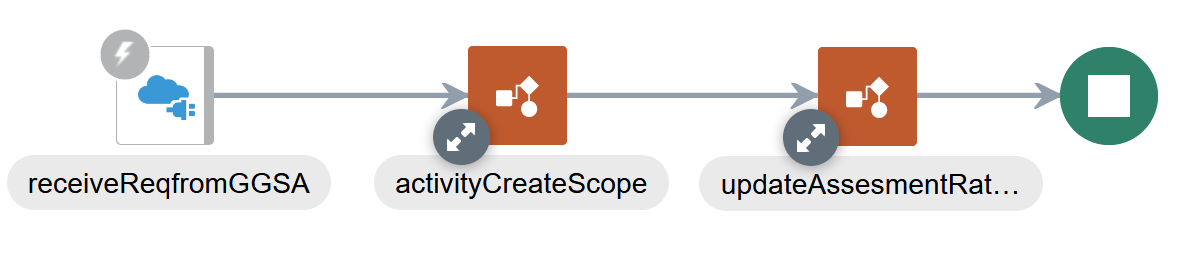 receiveReqfromGGSA
activityCreateScope
updateAssesmentRat…